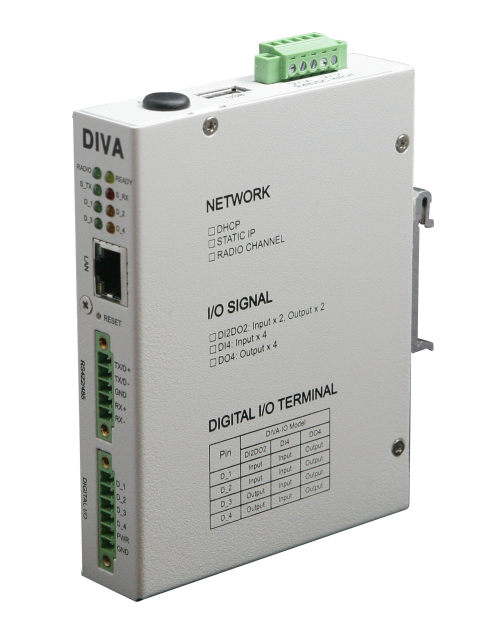 DIVA
RADIO READY
S_TX S_RX
D_1 D_2
D_3 D_4
LAN
RESET
RS422/485
TX/D+
TX/D-
GND
RX+
RX-
DIGITAL I/O
D_1
D_2
D_3
D_4
PWR
GND
NETWORK
DHCP
STATIC IP
RADIO CHANNEL
I/O SIGNAL
DI2DO2: Input x 2, Output x 2
DI4: Input x 4
DO4: Output x 4
DIGITAL I/O TERMINAL
Pin DIVA-IO Model
DI2DO2 DI4 DO4
D_1 Input Input Output
D_2 Input Input Output
D_3 Output Input Output
D_4 Output Input Output